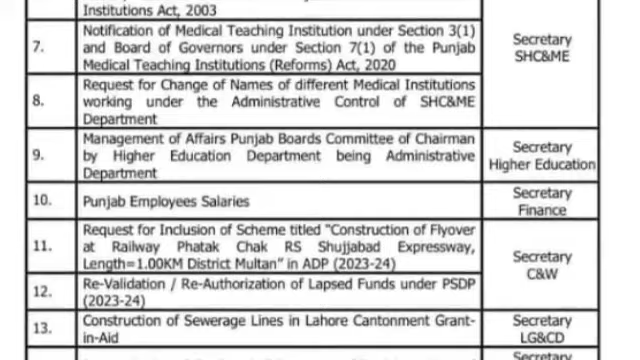 Institutions Act, 2003
7.
Notification of Medical Teaching Institution under Section 3(1)
and Board of Governors under Section 7(1) of the Punjab
Medical Teaching Institutions (Reforms) Act, 2020
Secretary
SHC&ME
8.
Request for Change of Names of different Medical Institutions
working under the Administrative Control of SHC&ME
Department
9.
Management of Affairs Punjab Boards Committee of Chairman
by Higher Education Department being Administrative
Department
Secretary
Higher Education
10.
Punjab Employees Salaries
Secretary
Finance
11.
Request for Inclusion of Scheme titled "Construction of Flyover
at Railway Phatak Chak RS Shujjabad Expressway,
Length=1.00KM District Multan" in ADP (2023-24)
Secretary
C&W
12.
Re-Validation / Re-Authorization of Lapsed Funds under PSDP
(2023-24)
13.
Construction of Sewerage Lines in Lahore Cantonment Grant-
in-Aid
Secretary
LG&CD
Secretary